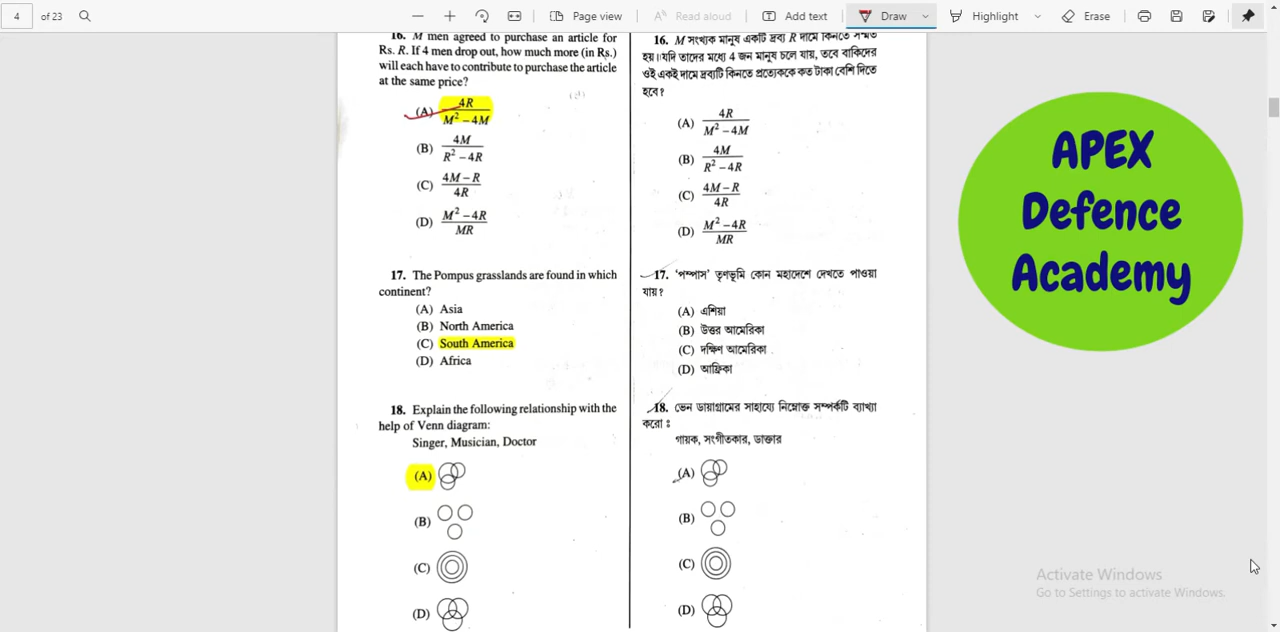 4 of 23
Page view
Read aloud
Add text
Draw
Highlight
Erase
16. M men agreed to purchase an article for
Rs. R. If 4 men drop out, how much more (in Rs.)
will each have to contribute to purchase the article
at the same price?
(A) 4R / M² – 4M
(B) 4M / R² – 4R
(C) 4M – R / 4R
(D) M² – 4R / MR
17. The Pompus grasslands are found in which
continent?
(A) Asia
(B) North America
(C) South America
(D) Africa
18. Explain the following relationship with the
help of Venn diagram:
Singer, Musician, Doctor
(A)
(B)
(C)
(D)
16. M সংখ্যক মানুষ একটি দ্রব্য R দামে কিনতে সম্মত
হয়। যদি তাদের মধ্যে 4 জন মানুষ চলে যায়, তবে বাকিদের
ওই একই দামে দ্রব্যটি কিনতে প্রত্যেককে কত টাকা বেশি দিতে
হবে?
(A) 4R / M² – 4M
(B) 4M / R² – 4R
(C) 4M – R / 4R
(D) M² – 4R / MR
17. ‘পম্পাস’ তৃণভূমি কোন মহাদেশে দেখতে পাওয়া
যায়?
(A) এশিয়া
(B) উত্তর আমেরিকা
(C) দক্ষিণ আমেরিকা
(D) আফ্রিকা
18. ভেন ডায়াগ্রামের সাহায্যে নিম্নোক্ত সম্পর্কটি ব্যাখ্যা
করো ঃ
গায়ক, সংগীতকার, ডাক্তার
(A)
(B)
(C)
(D)
APEX
Defence
Academy
Activate Windows
Go to Settings to activate Windows.